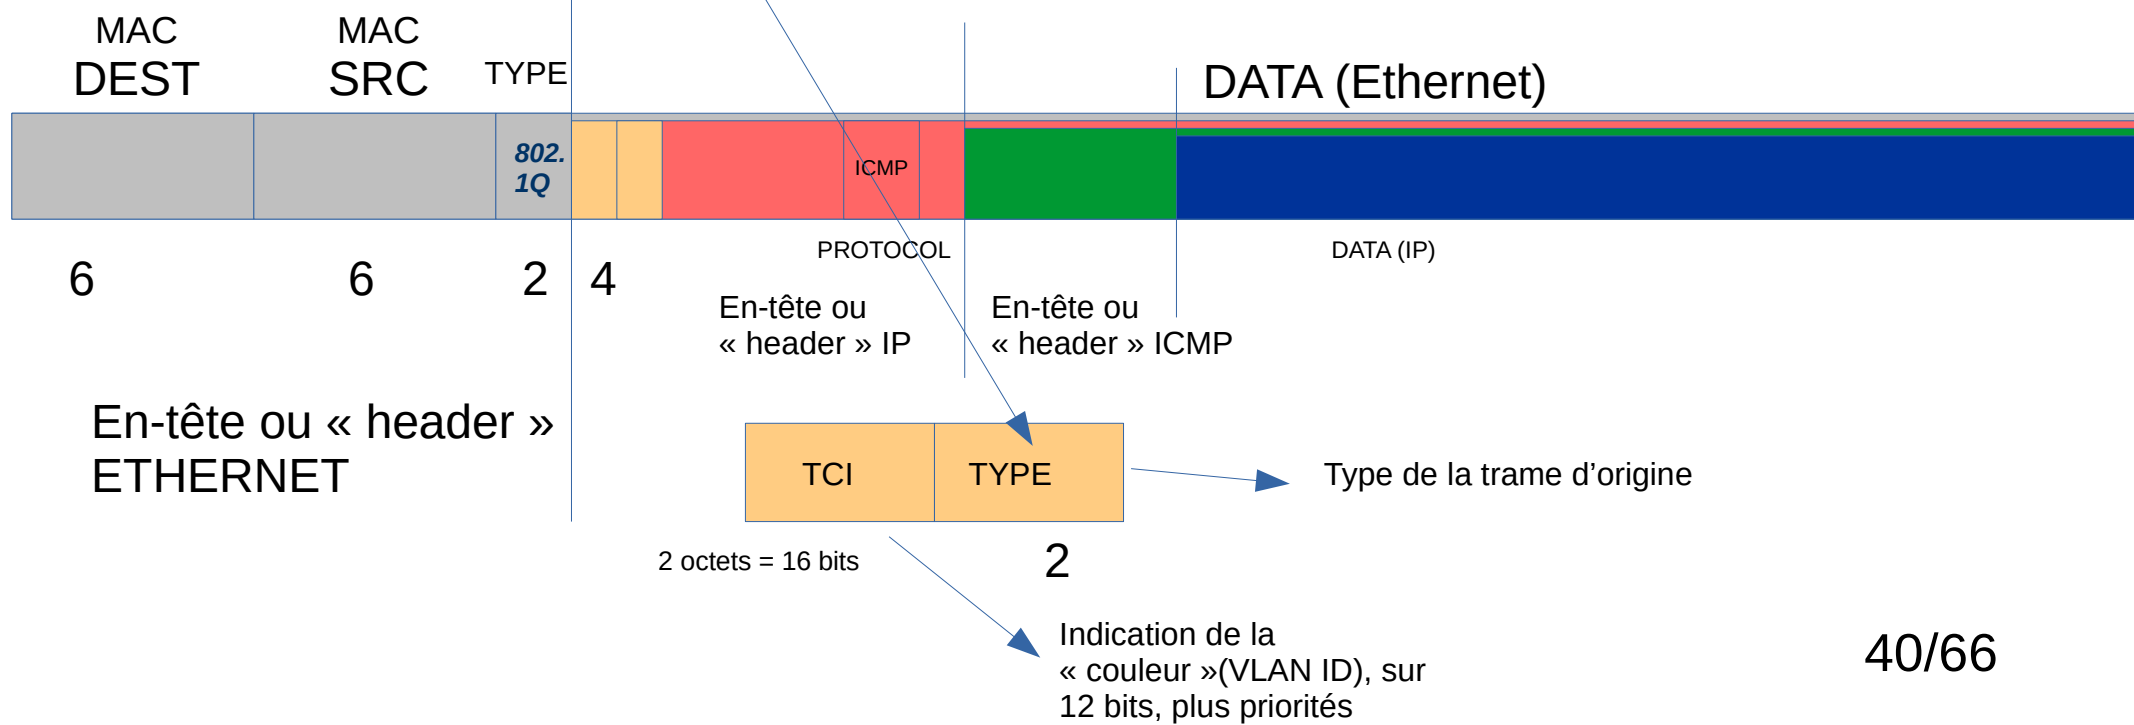 MAC
DEST
MAC
SRC
TYPE
DATA (Ethernet)
802.
1Q
ICMP
PROTOCOL
DATA (IP)
6
6
2
4
En-tête ou
« header » IP
En-tête ou
« header » ICMP
En-tête ou « header »
ETHERNET
TCI
TYPE
Type de la trame d’origine
2 octets = 16 bits
2
Indication de la
« couleur »(VLAN ID), sur
12 bits, plus priorités
40/66